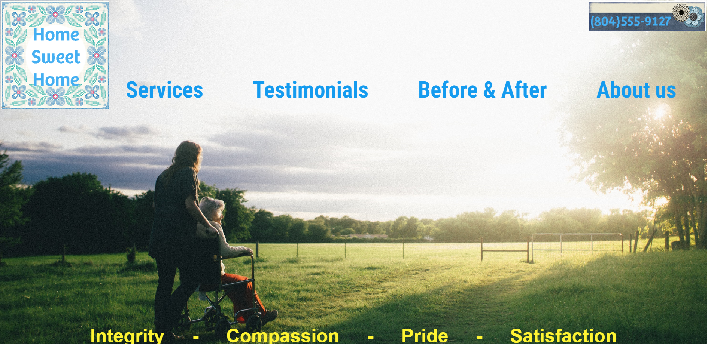 Home
Sweet
Home
(804)555-9127
Services Testimonials Before & After About us
Integrity - Compassion - Pride - Satisfaction